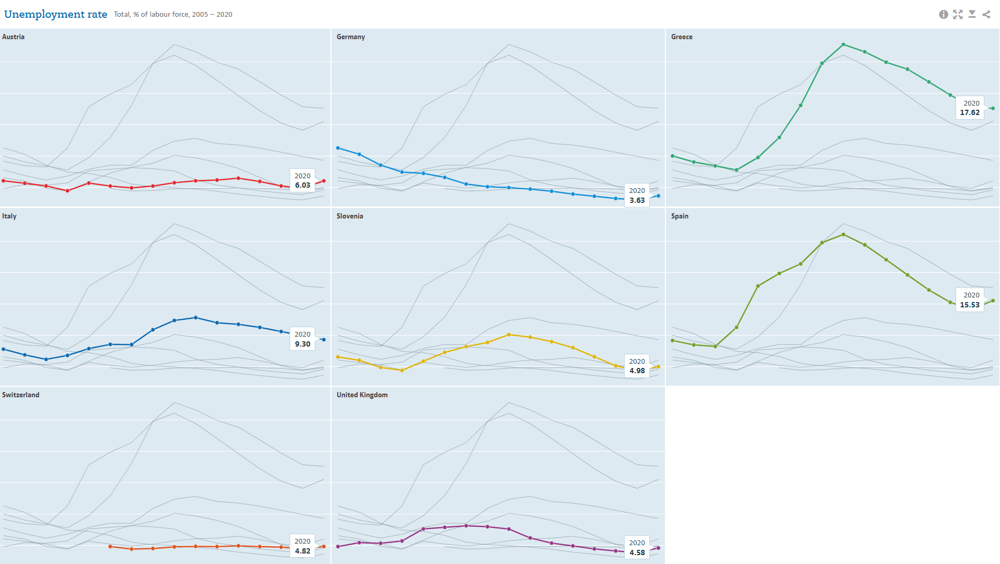 Unemployment rate Total, % of labour force, 2005 – 2020
Austria
2020
6.03
Germany
2020
3.63
Greece
2020
17.62
Italy
2020
9.30
Slovenia
2020
4.98
Spain
2020
15.53
Switzerland
2020
4.82
United Kingdom
2020
4.58